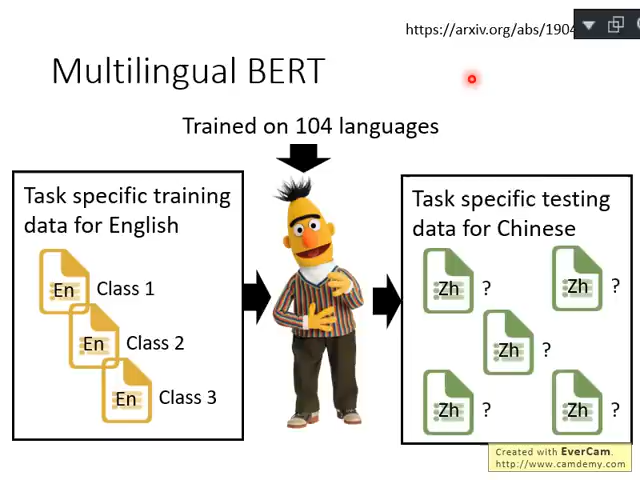 https://arxiv.org/abs/1904
Multilingual BERT
Trained on 104 languages
Task specific training
data for English
En Class 1
En Class 2
En Class 3
Task specific testing
data for Chinese
Zh ? Zh ?
Zh ?
Zh ? Zh ?
Created with EverCam.
http://www.camdemy.com